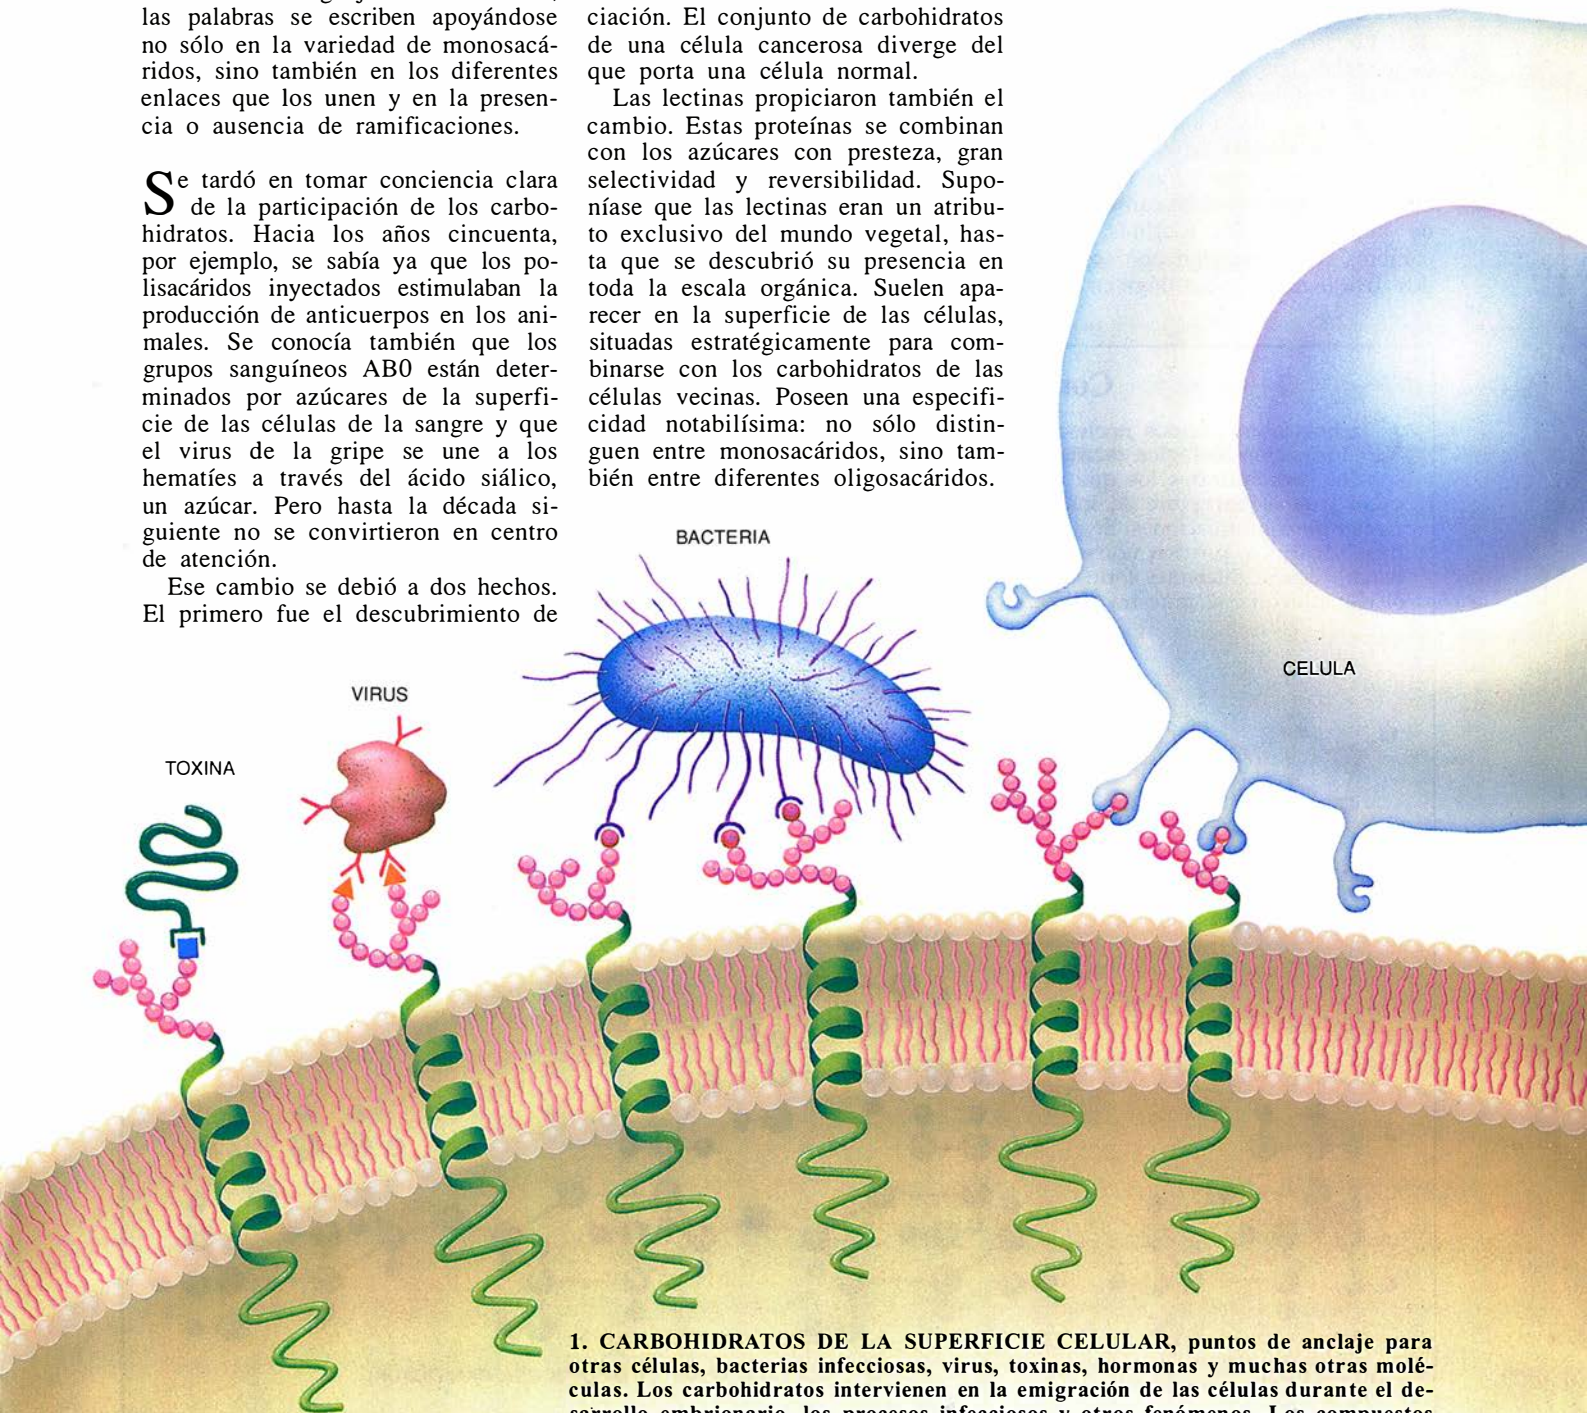 las palabras se escriben apoyándose
no sólo en la variedad de monosacá-
ridos, sino también en los diferentes
enlaces que los unen y en la presen-
cia o ausencia de ramificaciones.
Se tardó en tomar conciencia clara
de la participación de los carbo-
hidratos. Hacia los años cincuenta,
por ejemplo, se sabía ya que los po-
lisacáridos inyectados estimulaban la
producción de anticuerpos en los ani-
males. Se conocía también que los
grupos sanguíneos AB0 están deter-
minados por azúcares de la superfi-
cie de las células de la sangre y que
el virus de la gripe se une a los
hematíes a través del ácido siálico,
un azúcar. Pero hasta la década si-
guiente no se convirtieron en centro
de atención.
Ese cambio se debió a dos hechos.
El primero fue el descubrimiento de
ciación. El conjunto de carbohidratos
de una célula cancerosa diverge del
que porta una célula normal.
Las lectinas propiciaron también el
cambio. Estas proteínas se combinan
con los azúcares con presteza, gran
selectividad y reversibilidad. Supo-
níase que las lectinas eran un atribu-
to exclusivo del mundo vegetal, has-
ta que se descubrió su presencia en
toda la escala orgánica. Suelen apa-
recer en la superficie de las células,
situadas estratégicamente para com-
binarse con los carbohidratos de las
células vecinas. Poseen una especifi-
cidad notabilísima: no sólo distin-
guen entre monosacáridos, sino tam-
bién entre diferentes oligosacáridos.
BACTERIA
CELULA
VIRUS
TOXINA
1. CARBOHIDRATOS DE LA SUPERFICIE CELULAR, puntos de anclaje para
otras células, bacterias infecciosas, virus, toxinas, hormonas y muchas otras molé-
culas. Los carbohidratos intervienen en la emigración de las células durante el de-
sarrollo embrionario, los procesos infecciosos y otros fenómenos. Los compuestos